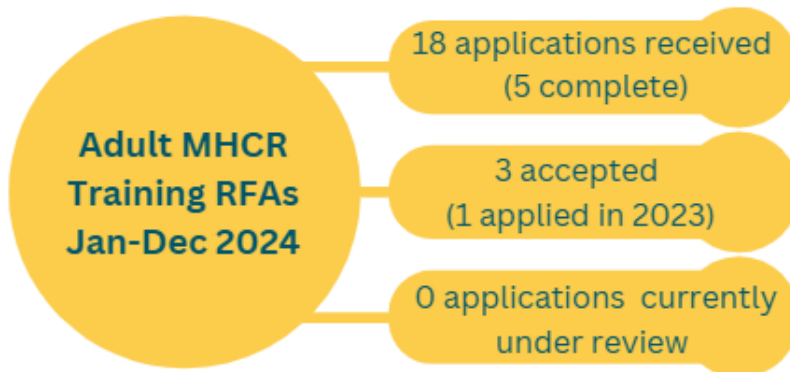 Adult MHCR
Training RFAs
Jan-Dec 2024
18 applications received
(5 complete)
3 accepted
(1 applied in 2023)
0 applications currently
under review